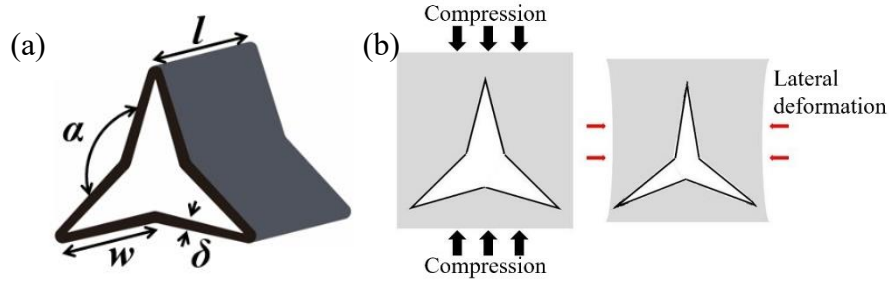 (a)
l
α
w
δ
(b)
Compression
Lateral
deformation
Compression